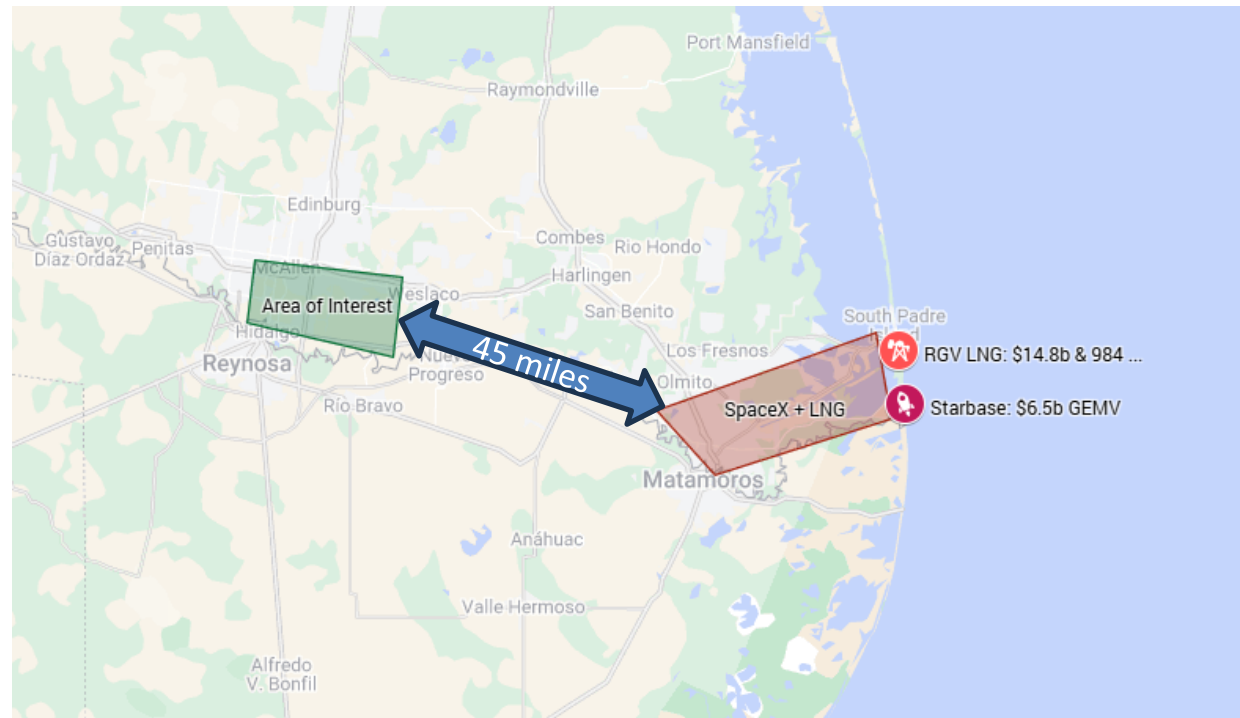 Port Mansfield
Raymondville
Edinburg
Combes
Rio Hondo
Gustavo
Díaz Ordaz
Penitas
McAllen
Harlingen
Weslaco
Area of Interest
San Benito
Hidalgo
South Padre
Island
Reynosa
45 miles
Los Fresnos
RGV LNG: $14.8b & 984 ...
Nuevo
Progreso
Olmito
Río Bravo
SpaceX + LNG
Starbase: $6.5b GEMV
Matamoros
Anáhuac
Valle Hermoso
Alfredo
V. Bonfil